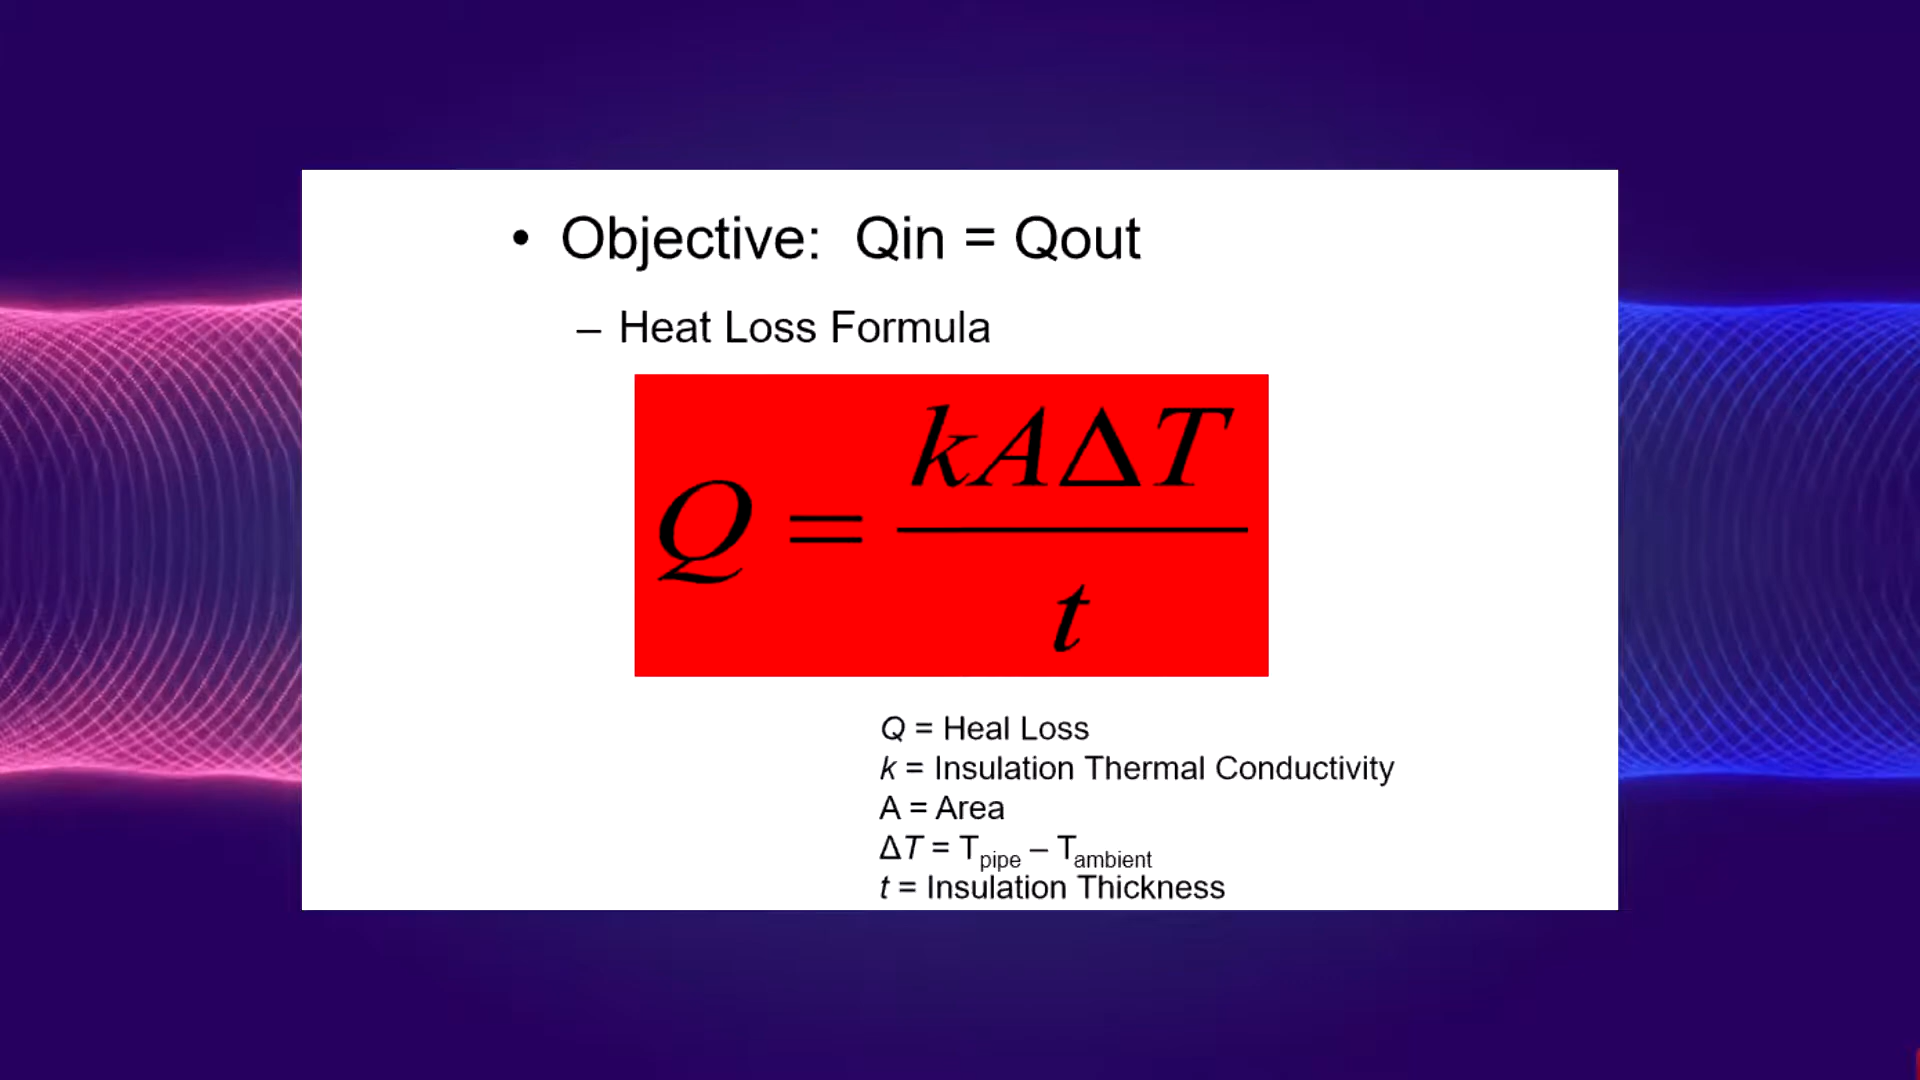 • Objective: Qin = Qout
– Heat Loss Formula
Q = kAΔT / t
Q = Heal Loss
k = Insulation Thermal Conductivity
A = Area
ΔT = Tpipe – Tambient
t = Insulation Thickness